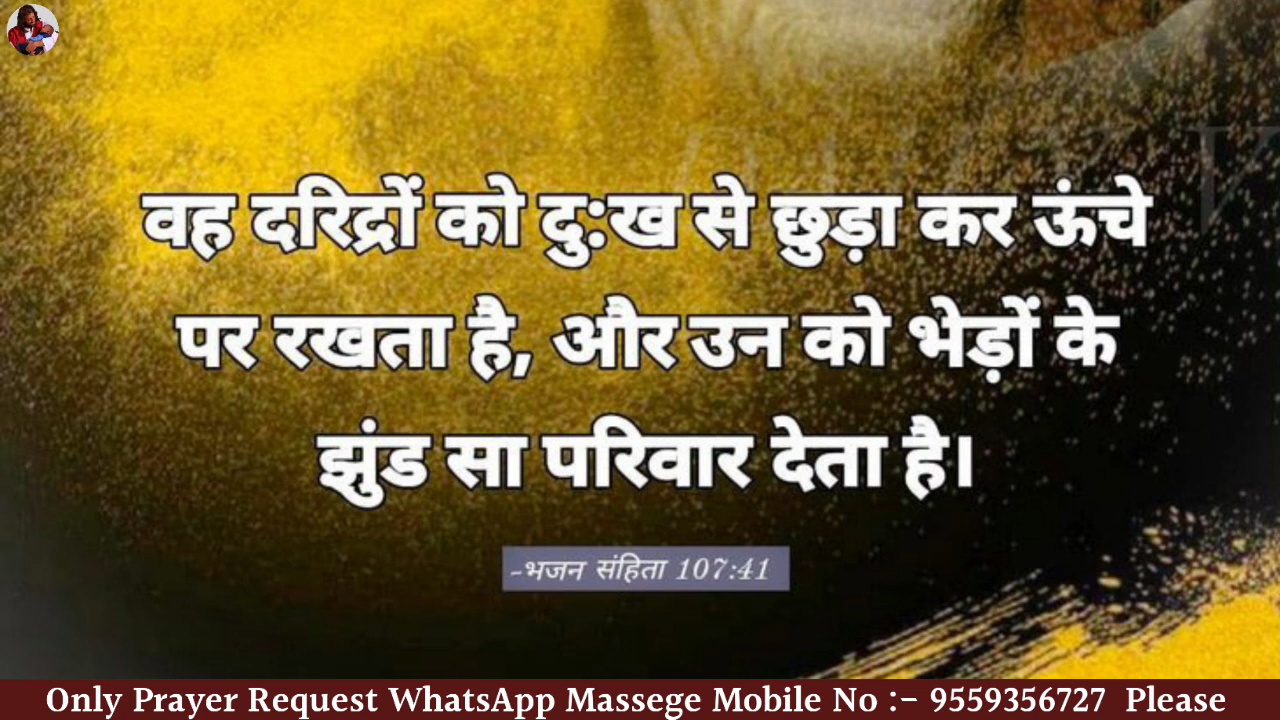 वह दरिद्रों को दु:ख से छुड़ा कर ऊंचे
पर रखता है, और उन को भेड़ों के
झुंड सा परिवार देता है।
-भजन संहिता 107:41
Only Prayer Request WhatsApp Massege Mobile No :- 9559356727 Please